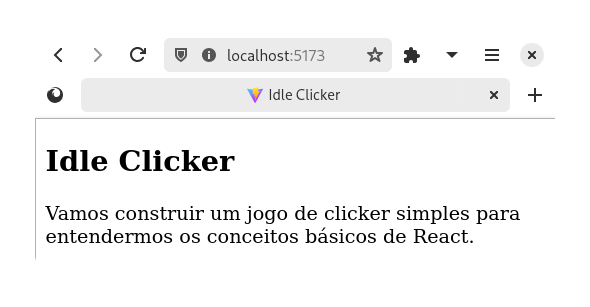 localhost:5173
Idle Clicker
Idle Clicker
Vamos construir um jogo de clicker simples para
entendermos os conceitos básicos de React.